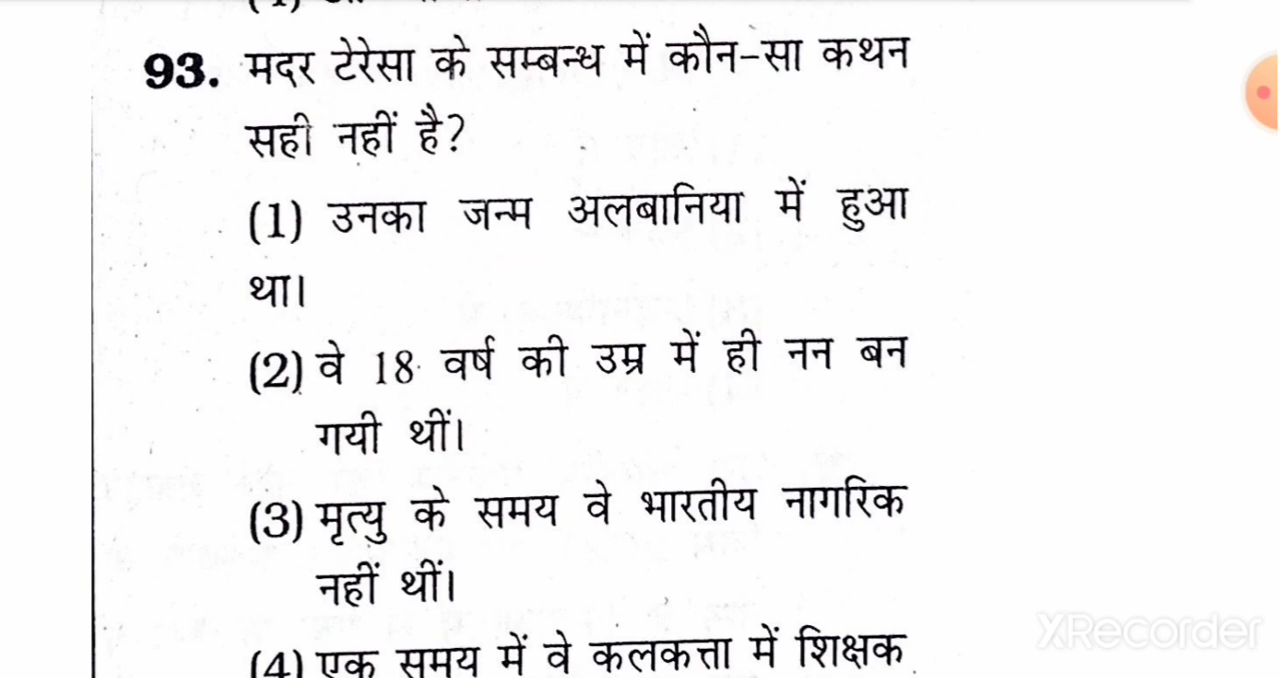 93. मदर टेरेसा के सम्बन्ध में कौन-सा कथन
सही नहीं है?
(1) उनका जन्म अलबानिया में हुआ
था।
(2) वे 18 वर्ष की उम्र में ही नन बन
गयी थीं।
(3) मृत्यु के समय वे भारतीय नागरिक
नहीं थीं।
(4) एक समय में वे कलकत्ता में शिक्षक
XRecorder